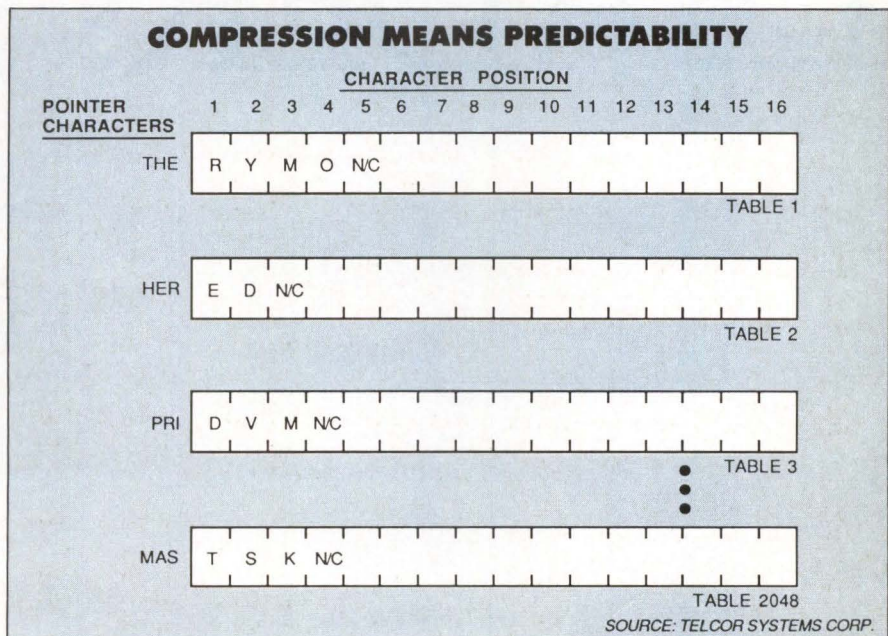 COMPRESSION MEANS PREDICTABILITY
CHARACTER POSITION
POINTER CHARACTERS
1 2 3 4 5 6 7 8 9 10 11 12 13 14 15 16
THE R Y M O N/C
TABLE 1
HER E D N/C
TABLE 2
PRI D V M N/C
TABLE 3
MAS T S K N/C
TABLE 2048
SOURCE: TELCOR SYSTEMS CORP.